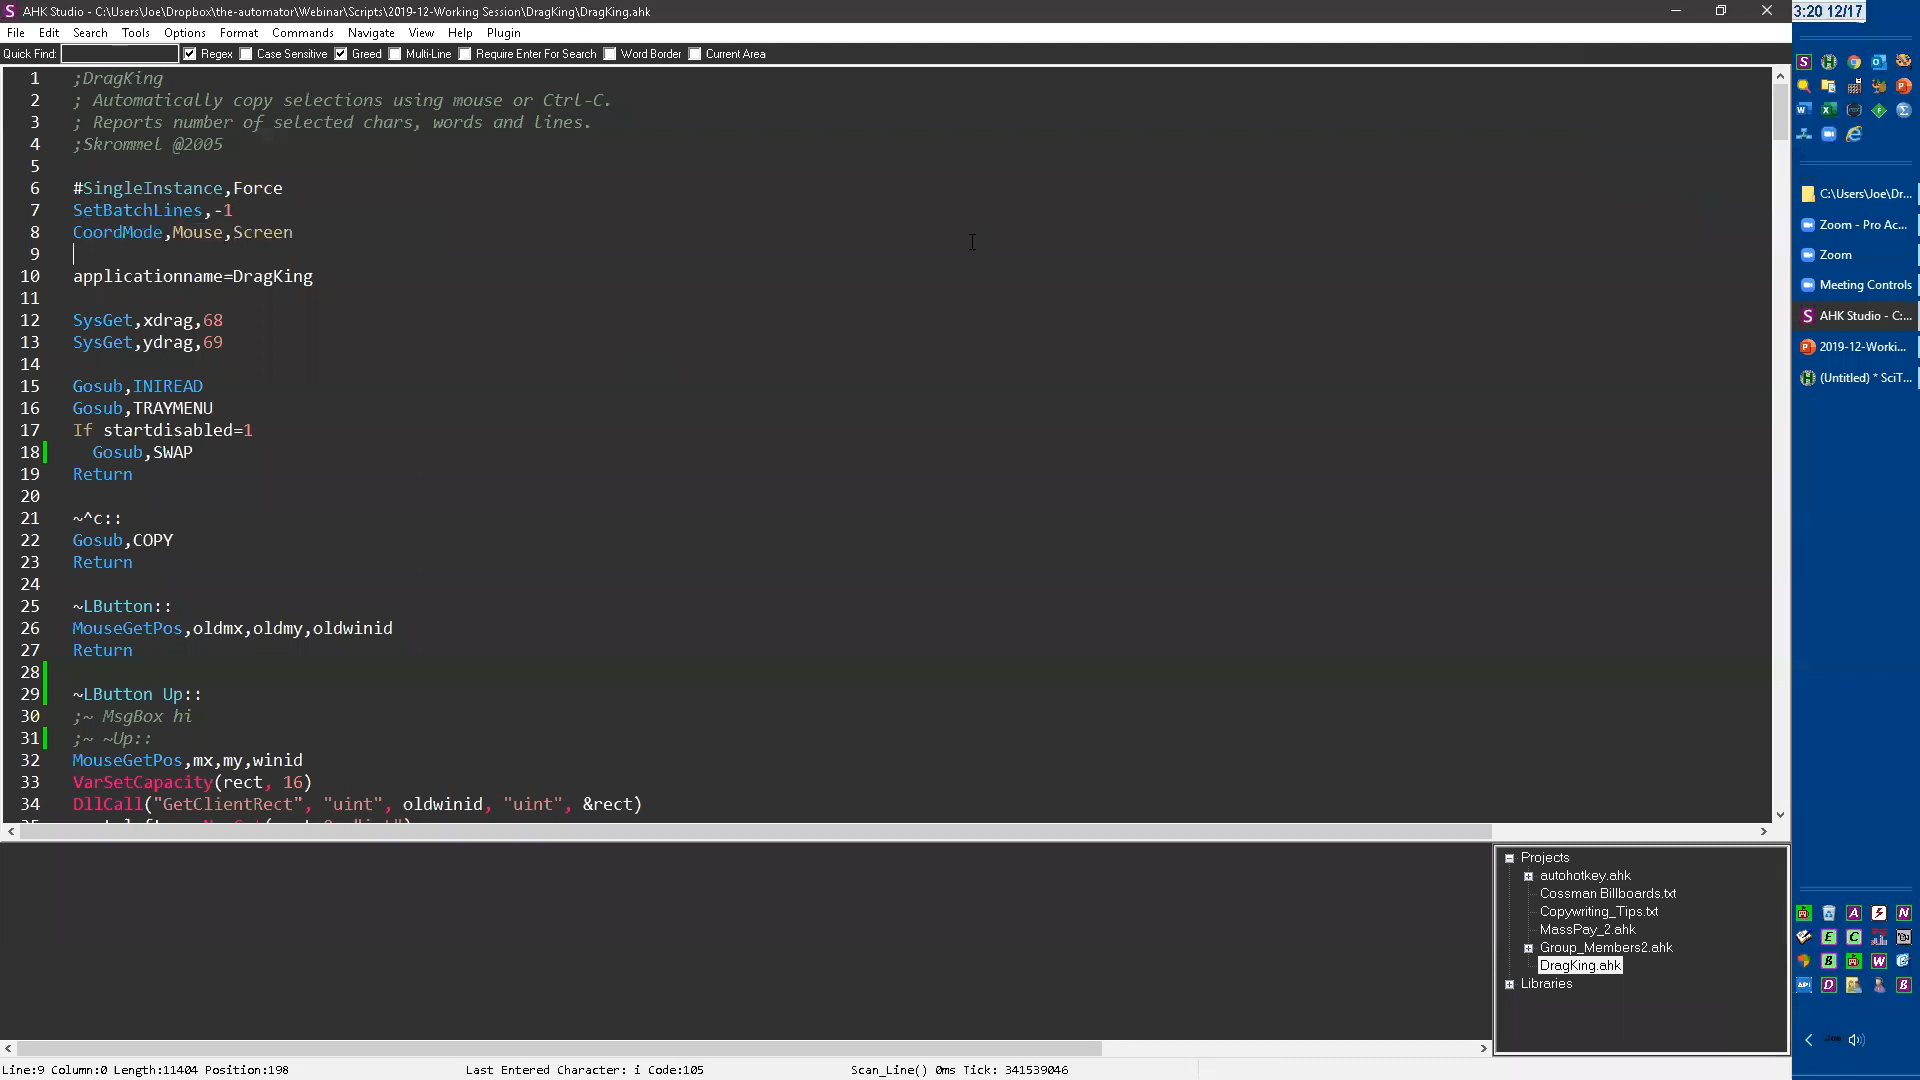 AHK Studio - C:\Users\Joe\Dropbox\the-automator\Webinar\Scripts\2019-12-Working Session\DragKing\DragKing.ahk
3:20 12/17
File Edit Search Tools Options Format Commands Navigate View Help Plugin
Quick Find: Regex Case Sensitive Greed Multi-Line Require Enter For Search Word Border Current Area
1 ;DragKing
2 ; Automatically copy selections using mouse or Ctrl-C.
3 ; Reports number of selected chars, words and lines.
4 ;Skrommel @2005
5
6 #SingleInstance,Force
7 SetBatchLines,-1
8 CoordMode,Mouse,Screen
9
10 applicationname=DragKing
11
12 SysGet,xdrag,68
13 SysGet,ydrag,69
14
15 Gosub,INIREAD
16 Gosub,TRAYMENU
17 If startdisabled=1
18 Gosub,SWAP
19 Return
20
21 ~^c::
22 Gosub,COPY
23 Return
24
25 ~LButton::
26 MouseGetPos,oldmx,oldmy,oldwinid
27 Return
28
29 ~LButton Up::
30 ;~ MsgBox hi
31 ;~ ~Up::
32 MouseGetPos,mx,my,winid
33 VarSetCapacity(rect, 16)
34 DllCall("GetClientRect", "uint", oldwinid, "uint", &rect)
C:\Users\Joe\Dr...
Zoom - Pro Ac...
Zoom
Meeting Controls
AHK Studio - C:...
2019-12-Worki...
(Untitled) * SciT...
Projects
autohotkey.ahk
Cossman Billboards.txt
Copywriting_Tips.txt
MassPay_2.ahk
Group_Members2.ahk
DragKing.ahk
Libraries
Joe
Line:9 Column:0 Length:11404 Position:198
Last Entered Character: i Code:105
Scan_Line() 0ms Tick: 341539046